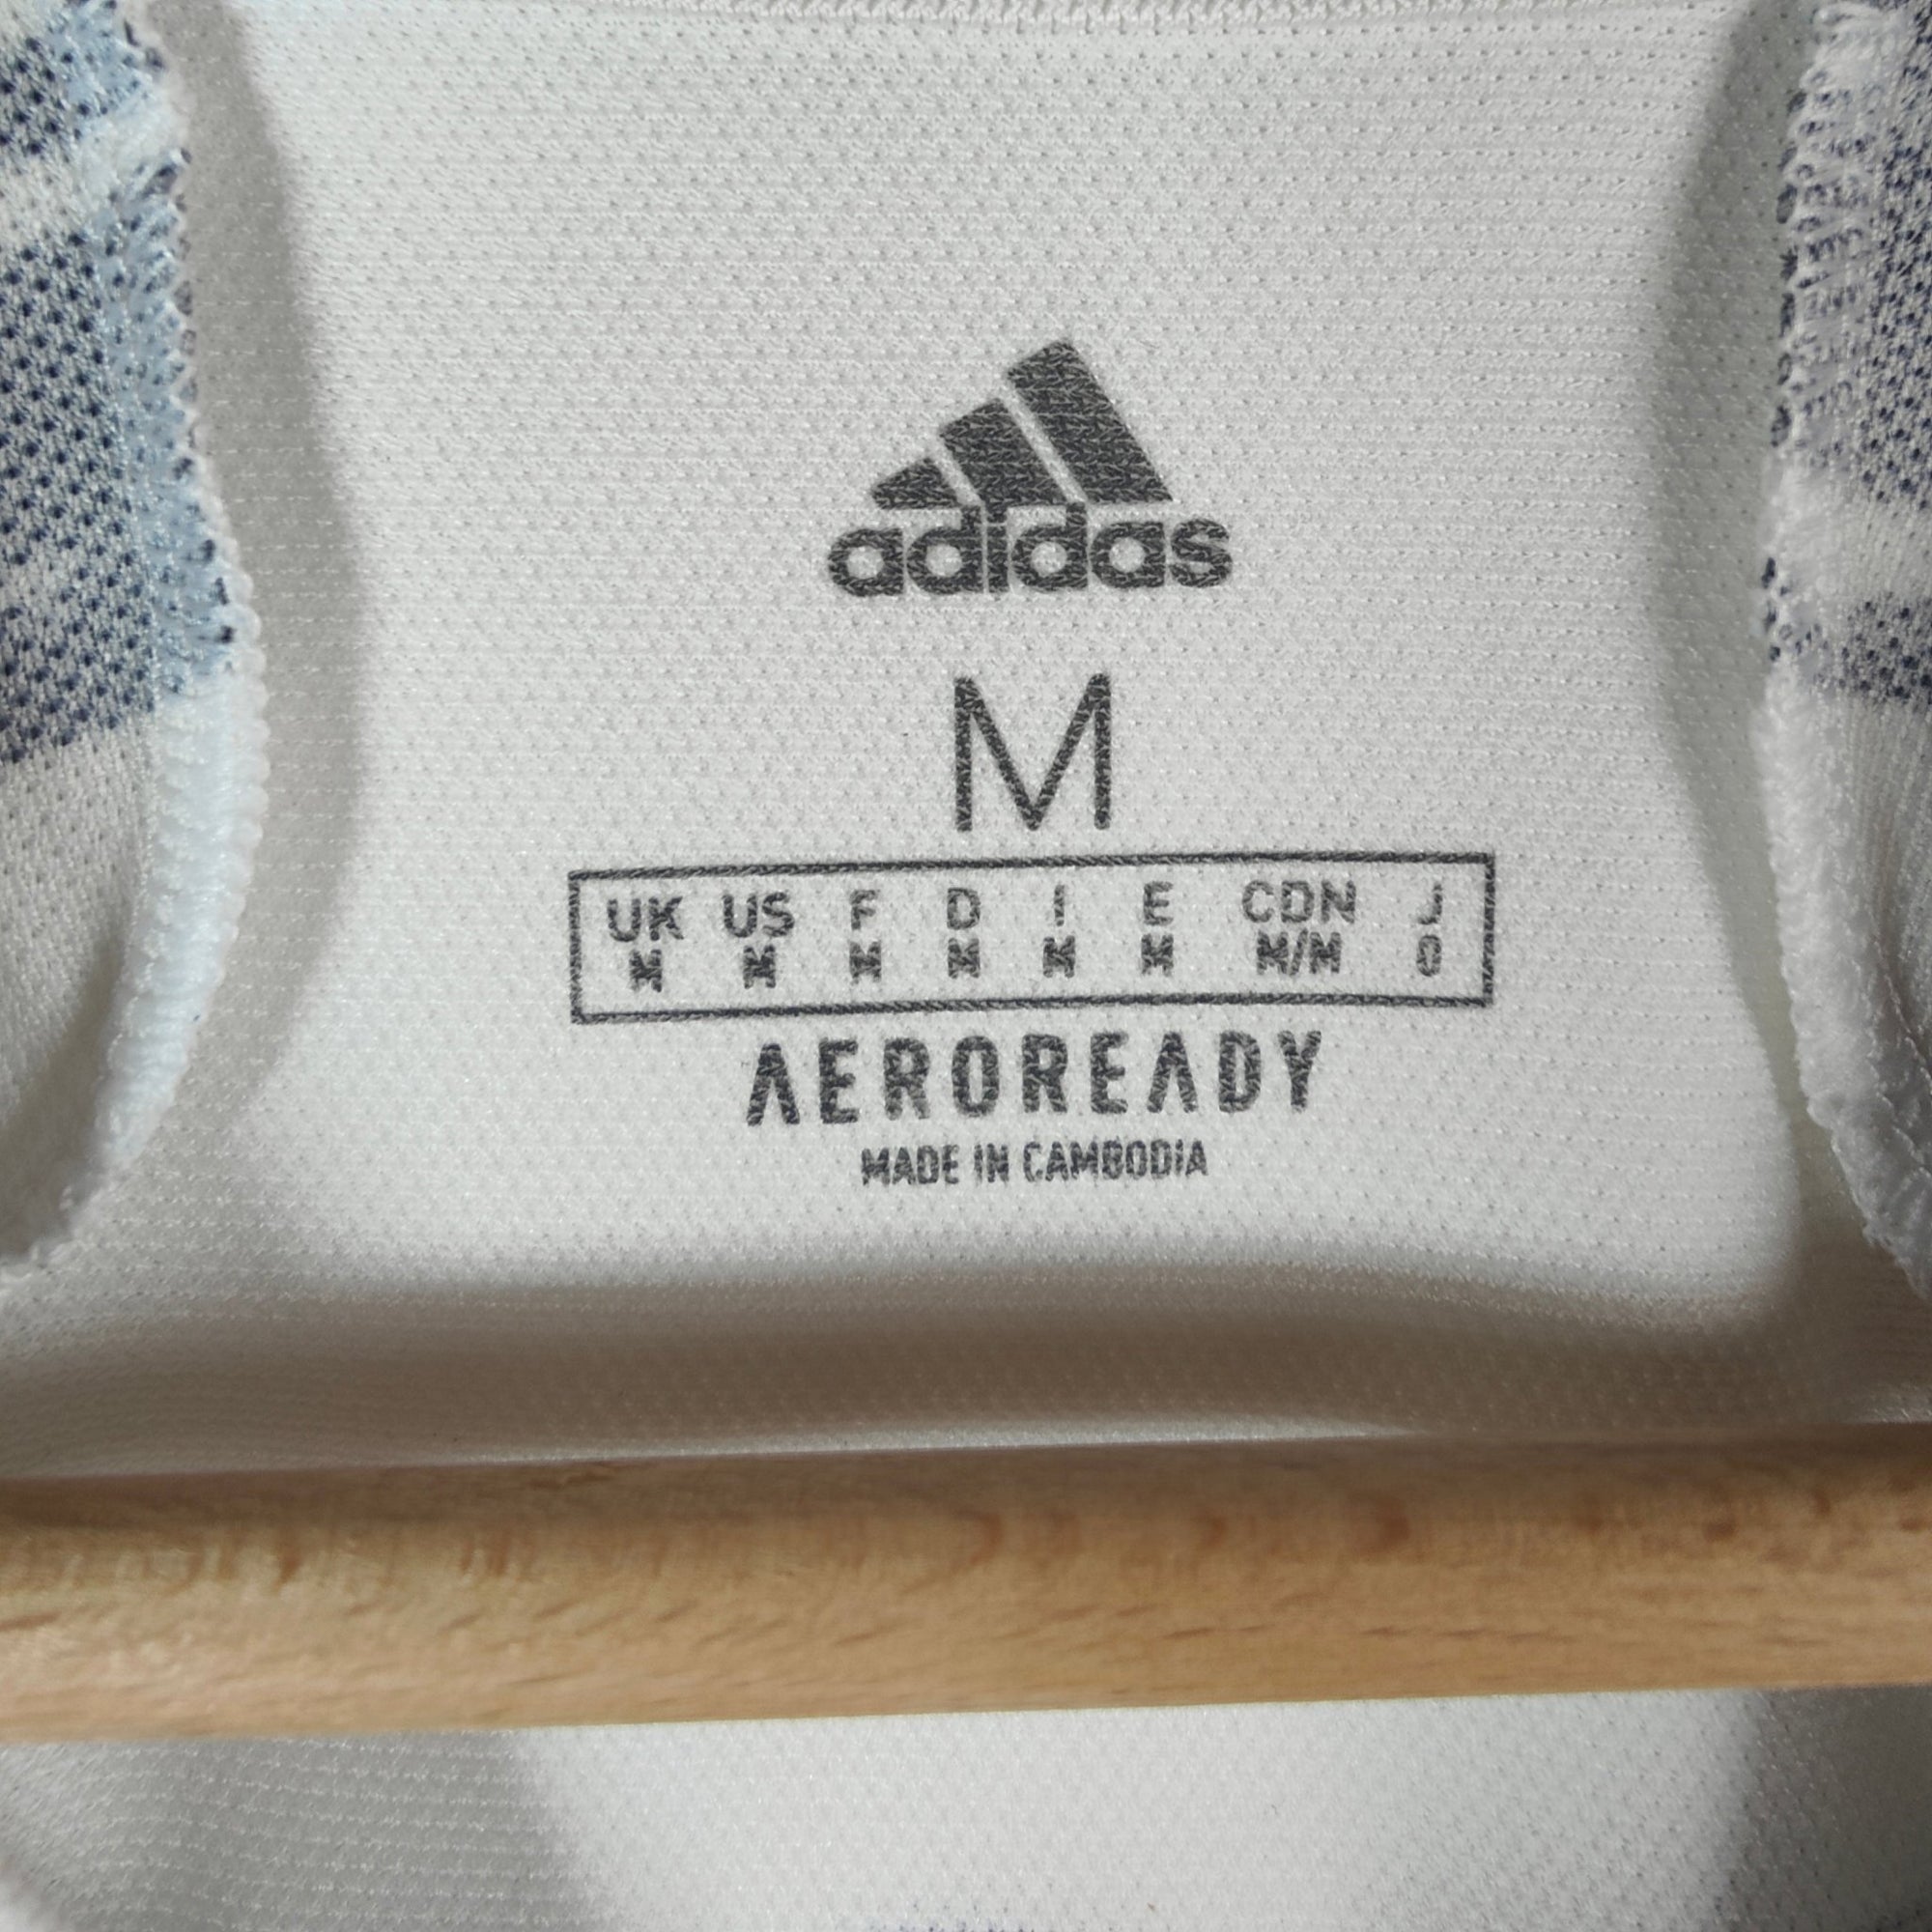 adidas
M
UK US F D I E CDN J
M M M M M M M/M O
AEROREADY
MADE IN CAMBODIA